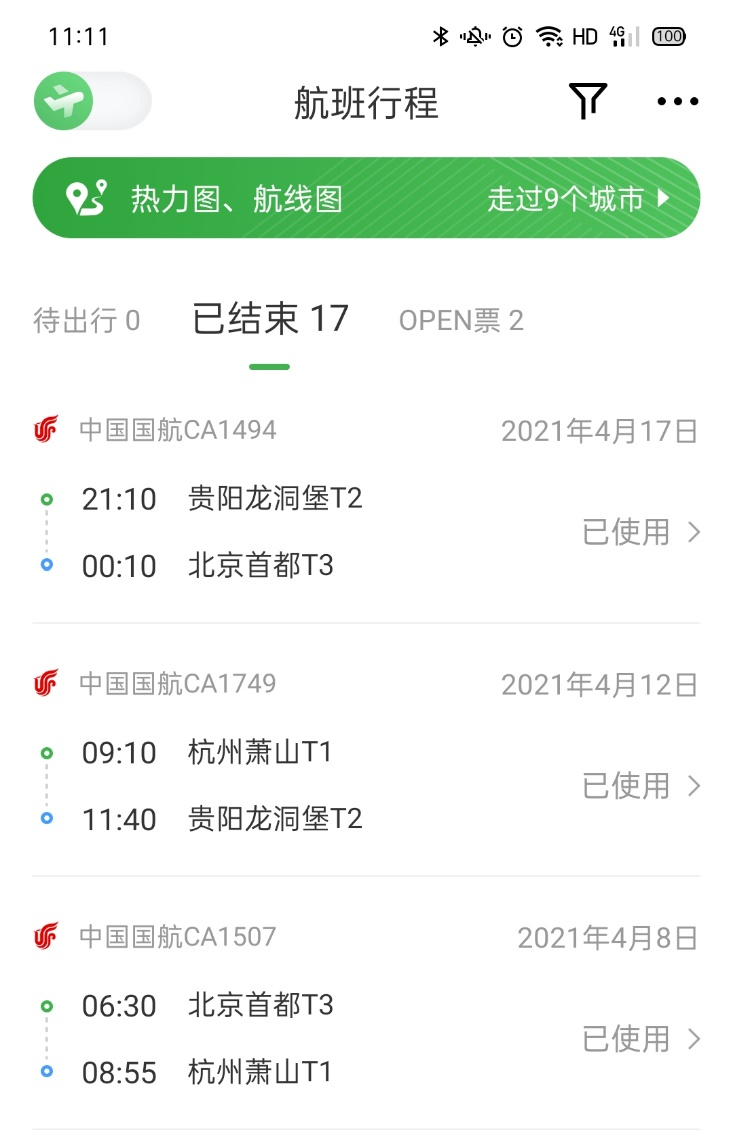 11:11 HD 4G 100
航班行程
热力图、航线图 走过9个城市
待出行 0 已结束 17 OPEN票 2
中国国航CA1494 2021年4月17日
21:10 贵阳龙洞堡T2
已使用
00:10 北京首都T3
中国国航CA1749 2021年4月12日
09:10 杭州萧山T1
已使用
11:40 贵阳龙洞堡T2
中国国航CA1507 2021年4月8日
06:30 北京首都T3
已使用
08:55 杭州萧山T1